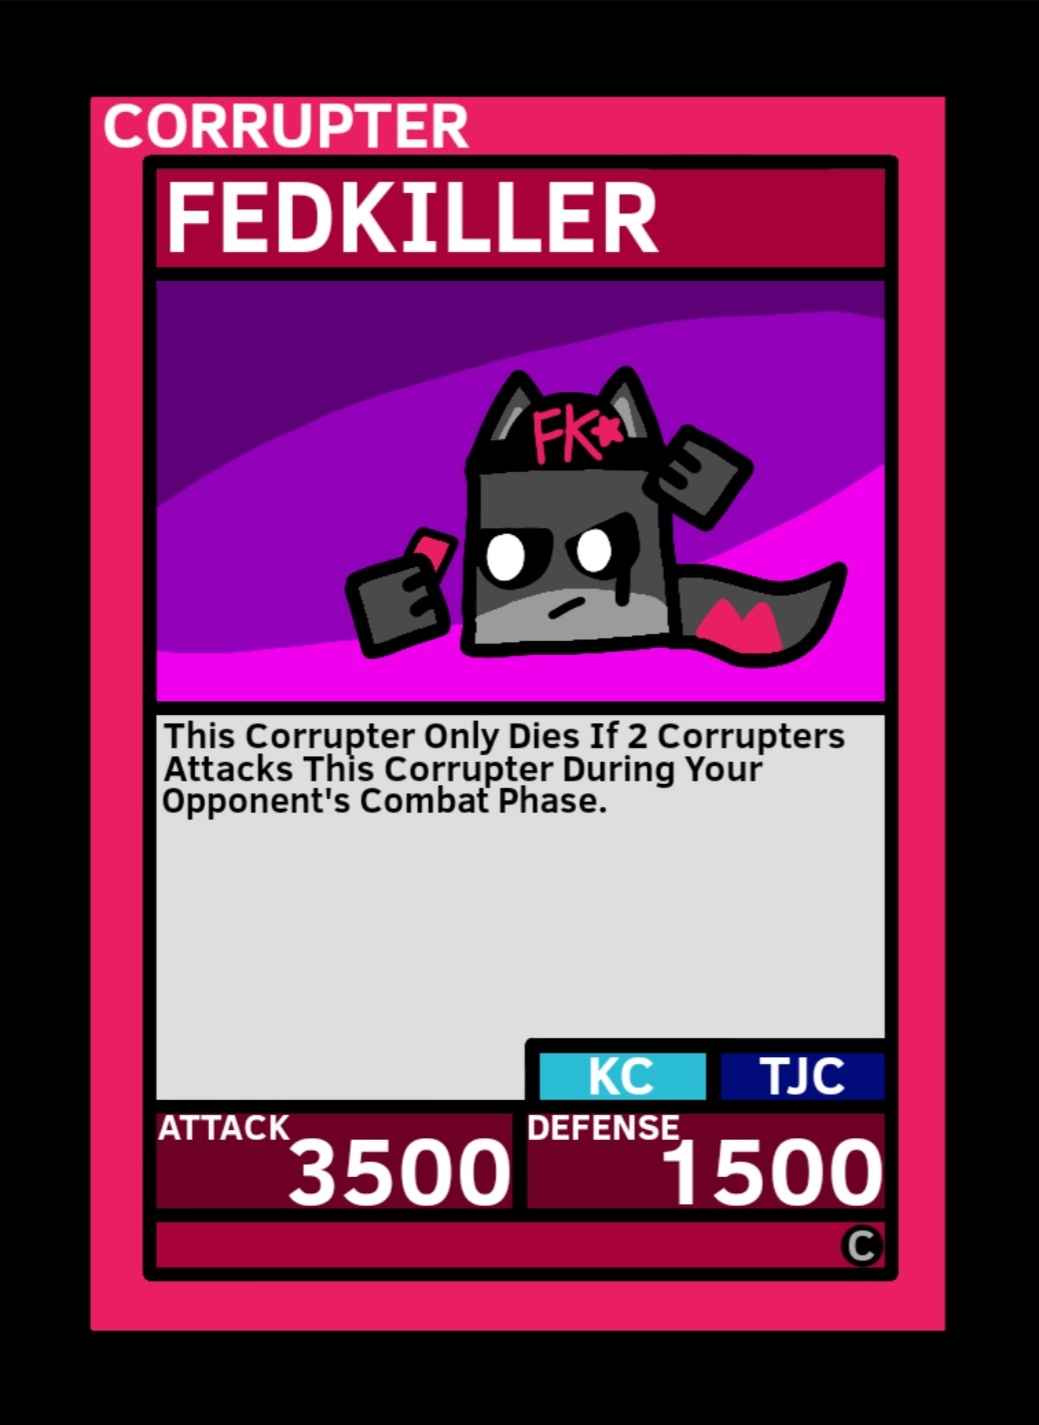 CORRUPTER
FEDKILLER
FK
This Corrupter Only Dies If 2 Corrupters
Attacks This Corrupter During Your
Opponent's Combat Phase.
KC TJC
ATTACK DEFENSE
3500 1500
C